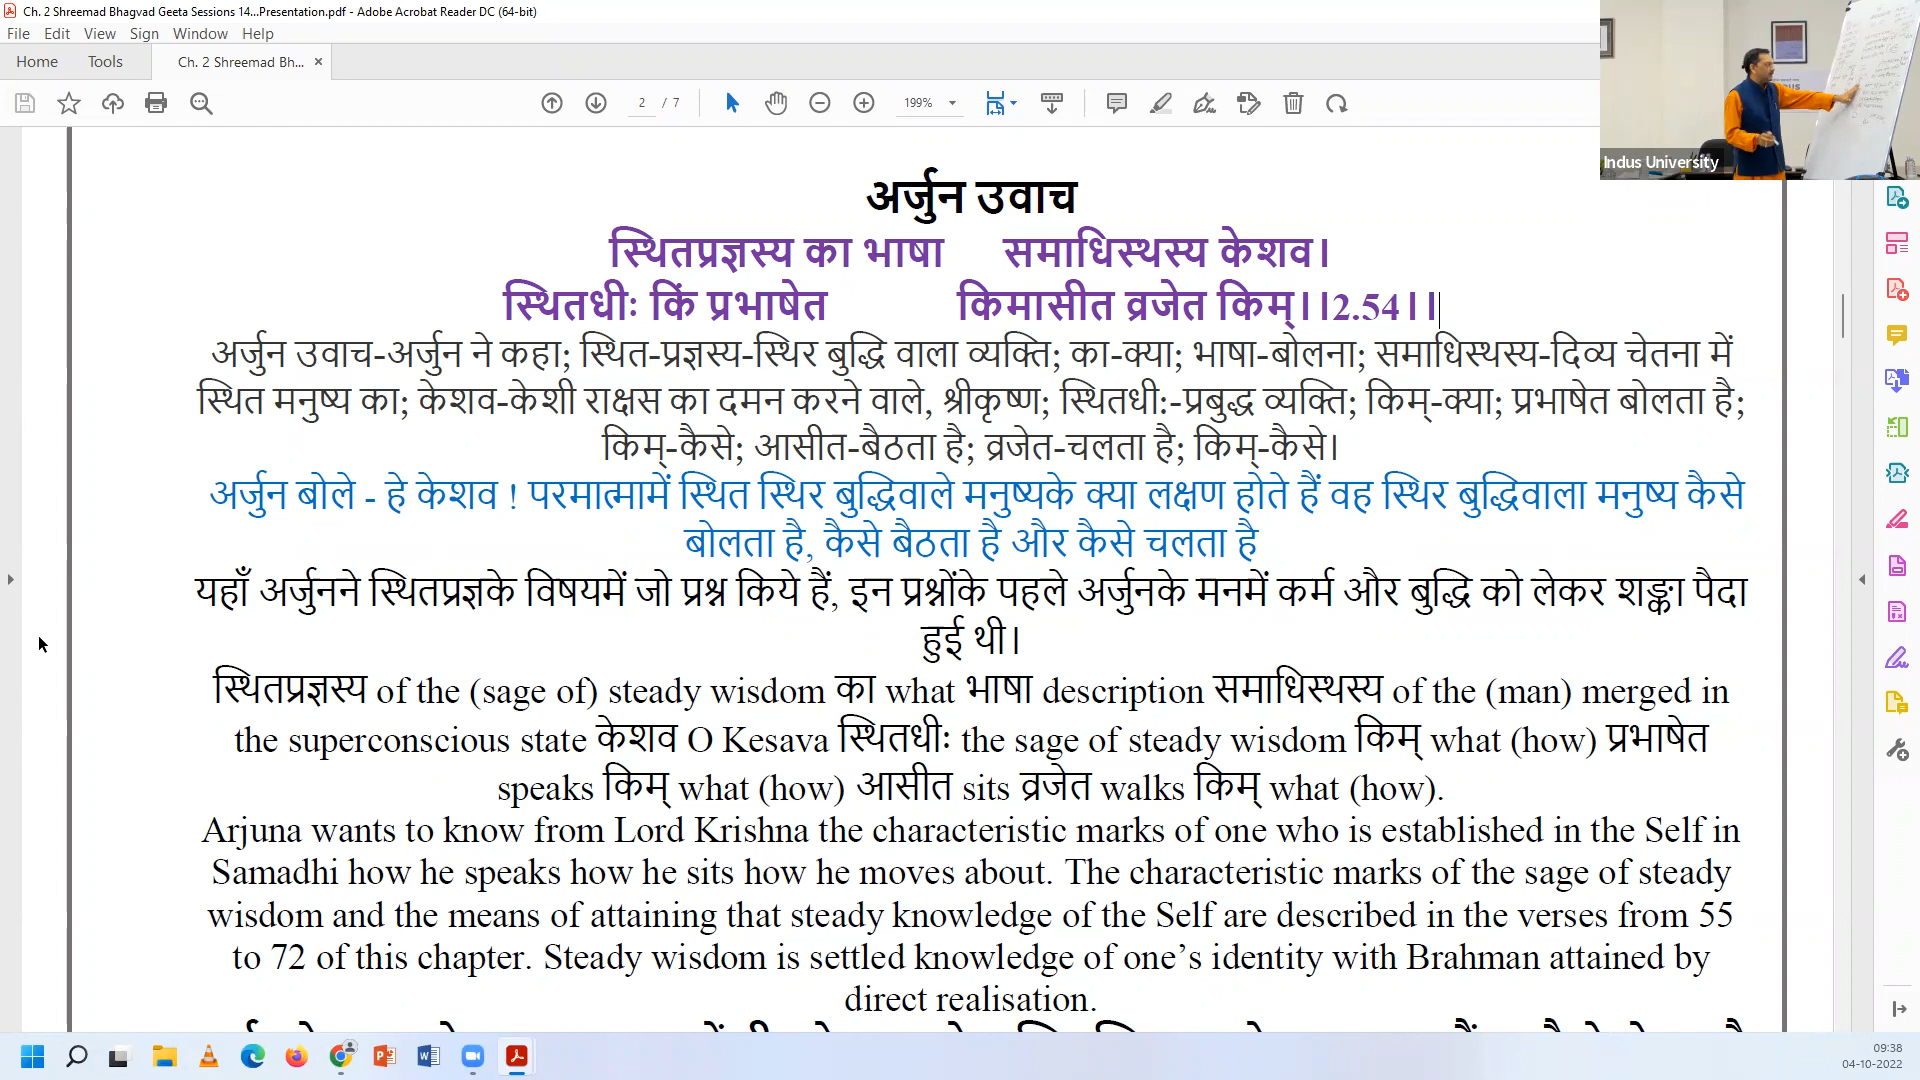 Ch. 2 Shreemad Bhagvad Geeta Sessions 14...Presentation.pdf - Adobe Acrobat Reader DC (64-bit)
File Edit View Sign Window Help
Home Tools Ch. 2 Shreemad Bh... ×
2 / 7 199%
Indus University
अर्जुन उवाच
स्थितप्रज्ञस्य का भाषा समाधिस्थस्य केशव।
स्थितधीः किं प्रभाषेत किमासीत व्रजेत किम्।।2.54।।
अर्जुन उवाच-अर्जुन ने कहा; स्थित-प्रज्ञस्य-स्थिर बुद्धि वाला व्यक्ति; का-क्या; भाषा-बोलना; समाधिस्थस्य-दिव्य चेतना में
स्थित मनुष्य का; केशव-केशी राक्षस का दमन करने वाले, श्रीकृष्ण; स्थितधी:-प्रबुद्ध व्यक्ति; किम्-क्या; प्रभाषेत बोलता है;
किम्-कैसे; आसीत-बैठता है; व्रजेत-चलता है; किम्-कैसे।
अर्जुन बोले - हे केशव ! परमात्मामें स्थित स्थिर बुद्धिवाले मनुष्यके क्या लक्षण होते हैं वह स्थिर बुद्धिवाला मनुष्य कैसे
बोलता है, कैसे बैठता है और कैसे चलता है
यहाँ अर्जुनने स्थितप्रज्ञके विषयमें जो प्रश्न किये हैं, इन प्रश्नोंके पहले अर्जुनके मनमें कर्म और बुद्धि को लेकर शङ्का पैदा
हुई थी।
स्थितप्रज्ञस्य of the (sage of) steady wisdom का what भाषा description समाधिस्थस्य of the (man) merged in
the superconscious state केशव O Kesava स्थितधीः the sage of steady wisdom किम् what (how) प्रभाषेत
speaks किम् what (how) आसीत sits व्रजेत walks किम् what (how).
Arjuna wants to know from Lord Krishna the characteristic marks of one who is established in the Self in
Samadhi how he speaks how he sits how he moves about. The characteristic marks of the sage of steady
wisdom and the means of attaining that steady knowledge of the Self are described in the verses from 55
to 72 of this chapter. Steady wisdom is settled knowledge of one’s identity with Brahman attained by
direct realisation.
09:38
04-10-2022